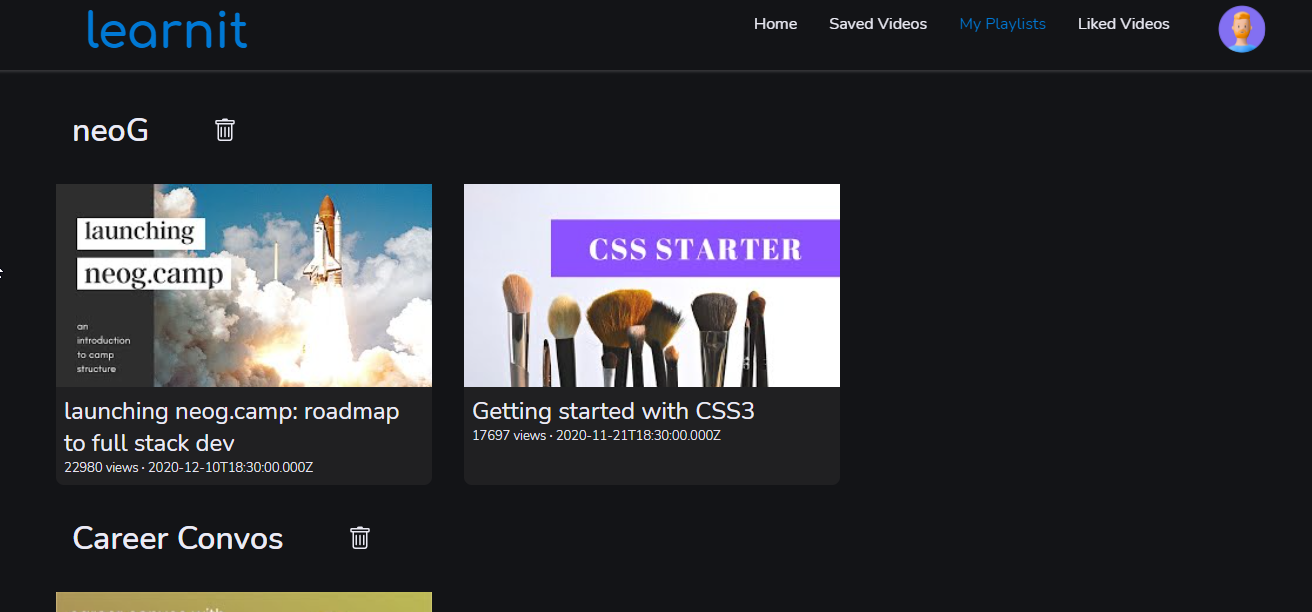 learnit
Home Saved Videos My Playlists Liked Videos
neoG
launching
neog.camp
an
introduction
to camp
structure
launching neog.camp: roadmap
to full stack dev
22980 views · 2020-12-10T18:30:00.000Z
CSS STARTER
Getting started with CSS3
17697 views · 2020-11-21T18:30:00.000Z
Career Convos